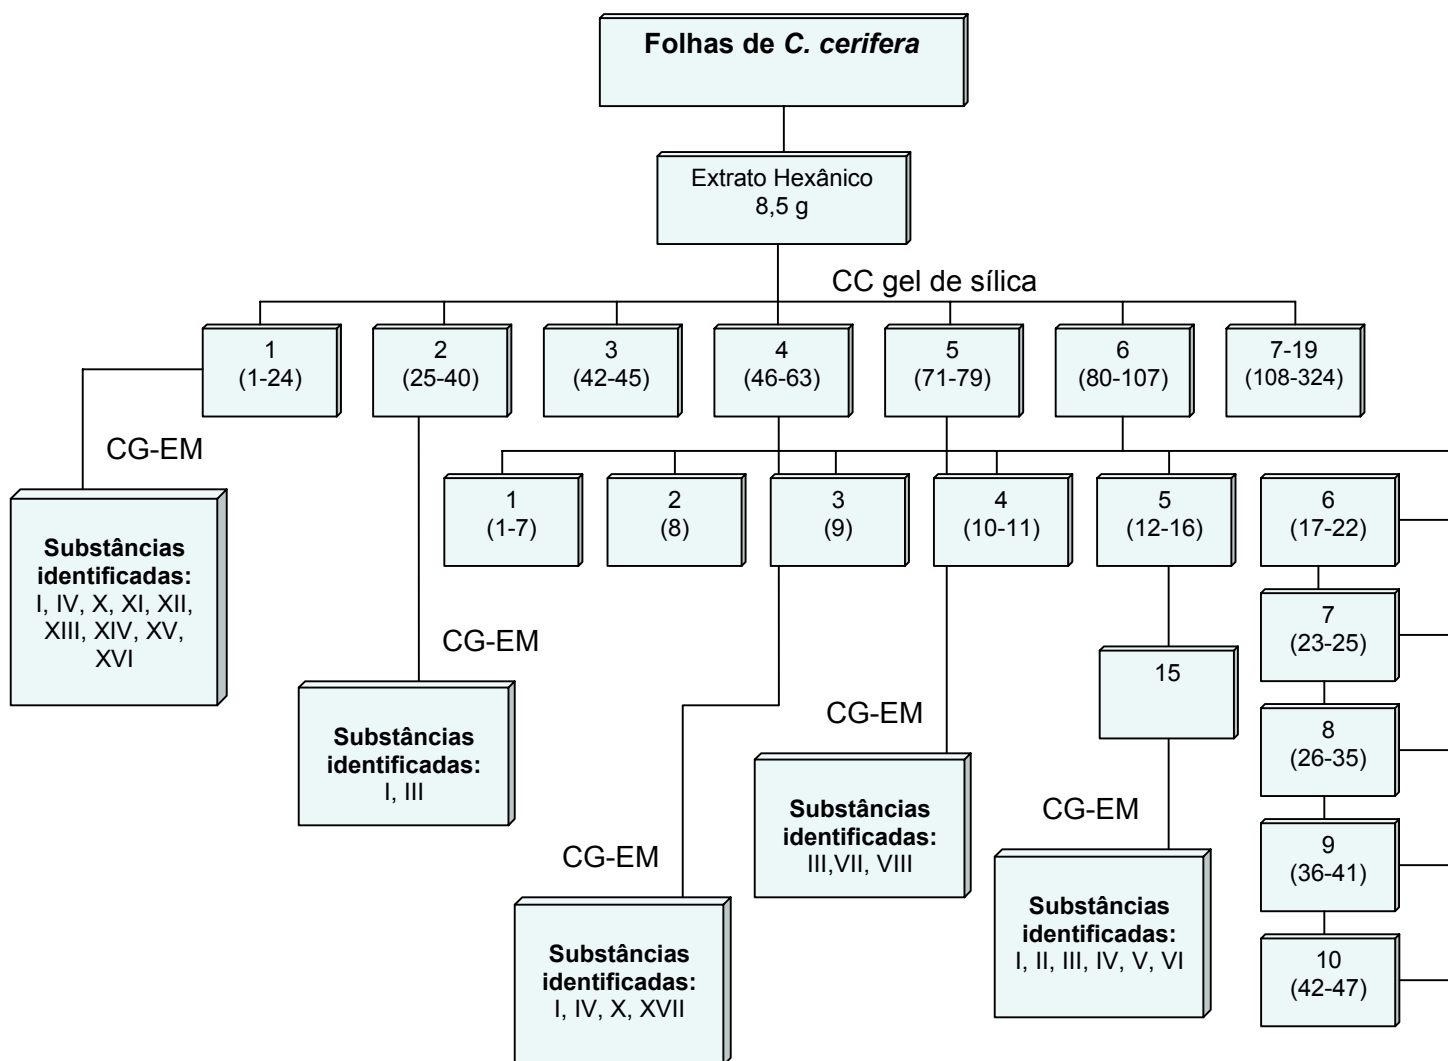 Folhas de C. cerifera
Extrato Hexânico
8,5 g
CC gel de sílica
1
(1-24)
2
(25-40)
3
(42-45)
4
(46-63)
5
(71-79)
6
(80-107)
7-19
(108-324)
CG-EM
Substâncias
identificadas:
I, IV, X, XI, XII,
XIII, XIV, XV,
XVI
1
(1-7)
2
(8)
3
(9)
4
(10-11)
5
(12-16)
6
(17-22)
7
(23-25)
8
(26-35)
9
(36-41)
10
(42-47)
CG-EM
Substâncias
identificadas:
I, III
CG-EM
Substâncias
identificadas:
I, IV, X, XVII
CG-EM
Substâncias
identificadas:
III,VII, VIII
15
CG-EM
Substâncias
identificadas:
I, II, III, IV, V, VI